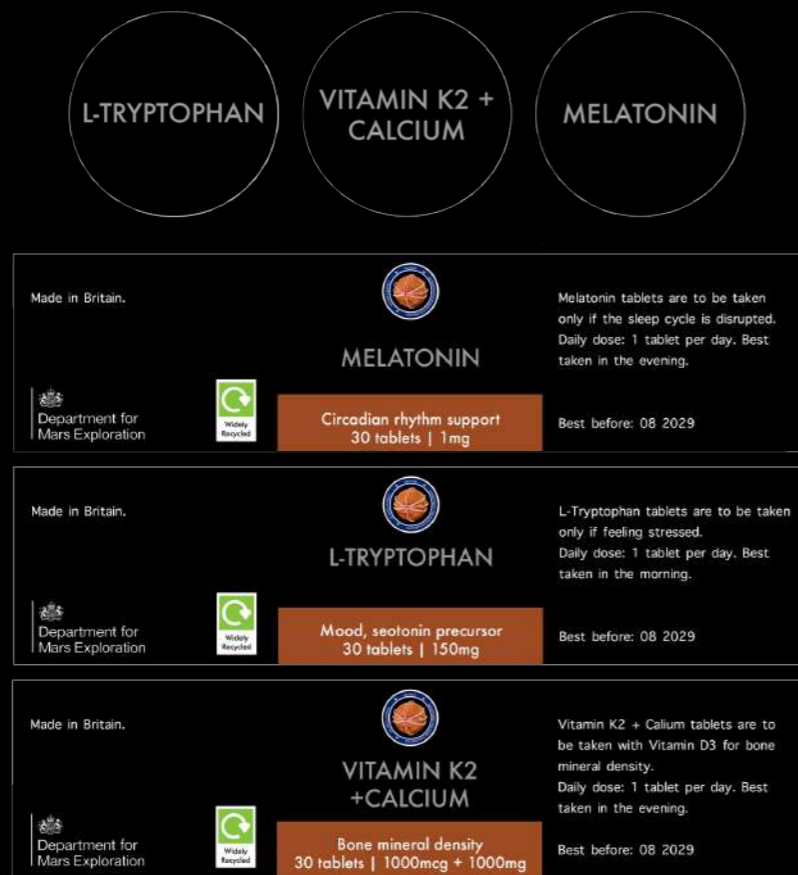 L-TRYPTOPHAN
VITAMIN K2 +
CALCIUM
MELATONIN
Made in Britain.
Department for
Mars Exploration
Widely
Recycled
MELATONIN
Circadian rhythm support
30 tablets | 1mg
Melatonin tablets are to be taken
only if the sleep cycle is disrupted.
Daily dose: 1 tablet per day. Best
taken in the evening.
Best before: 08 2029
Made in Britain.
Department for
Mars Exploration
Widely
Recycled
L-TRYPTOPHAN
Mood, seotonin precursor
30 tablets | 150mg
L-Tryptophan tablets are to be taken
only if feeling stressed.
Daily dose: 1 tablet per day. Best
taken in the morning.
Best before: 08 2029
Made in Britain.
Department for
Mars Exploration
Widely
Recycled
VITAMIN K2
+CALCIUM
Bone mineral density
30 tablets | 1000mcg + 1000mg
Vitamin K2 + Calium tablets are to
be taken with Vitamin D3 for bone
mineral density.
Daily dose: 1 tablet per day. Best
taken in the evening.
Best before: 08 2029